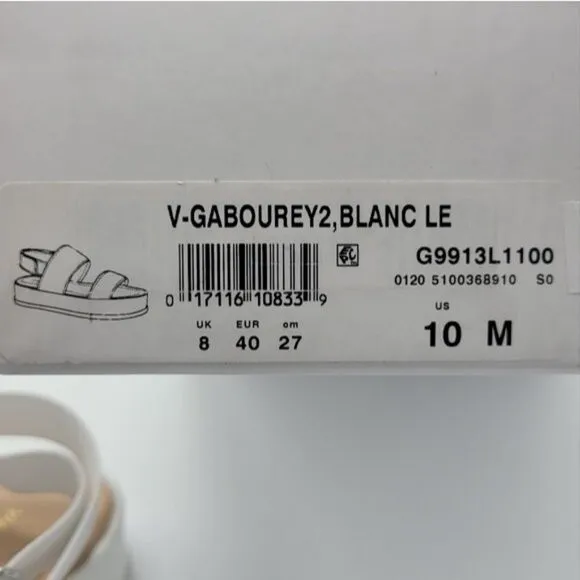 V-GABOUREY2,BLANC LE
G9913L1100
0120 5100368910 S0
0 17116 10833 9
UK EUR cm
8 40 27
US
10 M